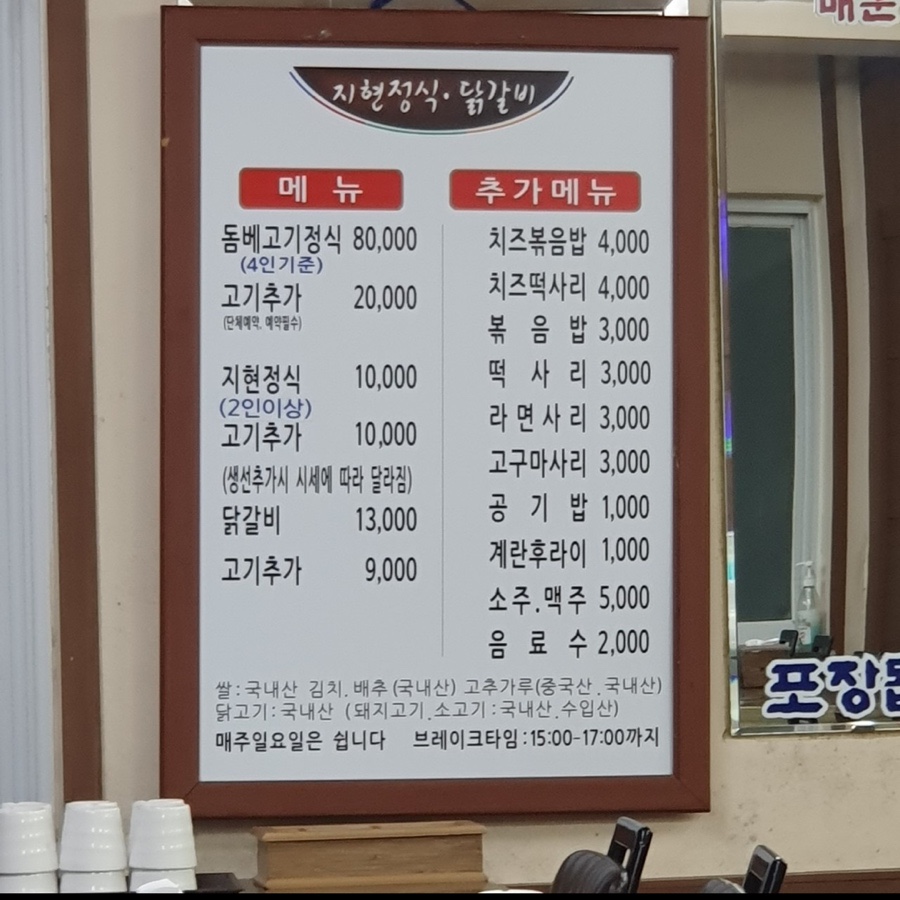 지현정식·닭갈비
메뉴
돔베고기정식 80,000
(4인기준)
고기추가 20,000
(단체예약, 예약필수)
지현정식 10,000
(2인이상)
고기추가 10,000
(생선추가시 시세에 따라 달라짐)
닭갈비 13,000
고기추가 9,000
추가메뉴
치즈볶음밥 4,000
치즈떡사리 4,000
볶음밥 3,000
떡사리 3,000
라면사리 3,000
고구마사리 3,000
공기밥 1,000
계란후라이 1,000
소주.맥주 5,000
음료수 2,000
쌀:국내산 김치.배추(국내산) 고추가루(중국산.국내산)
닭고기:국내산 (돼지고기.소고기:국내산.수입산)
매주일요일은 쉽니다 브레이크타임:15:00-17:00까지
포장